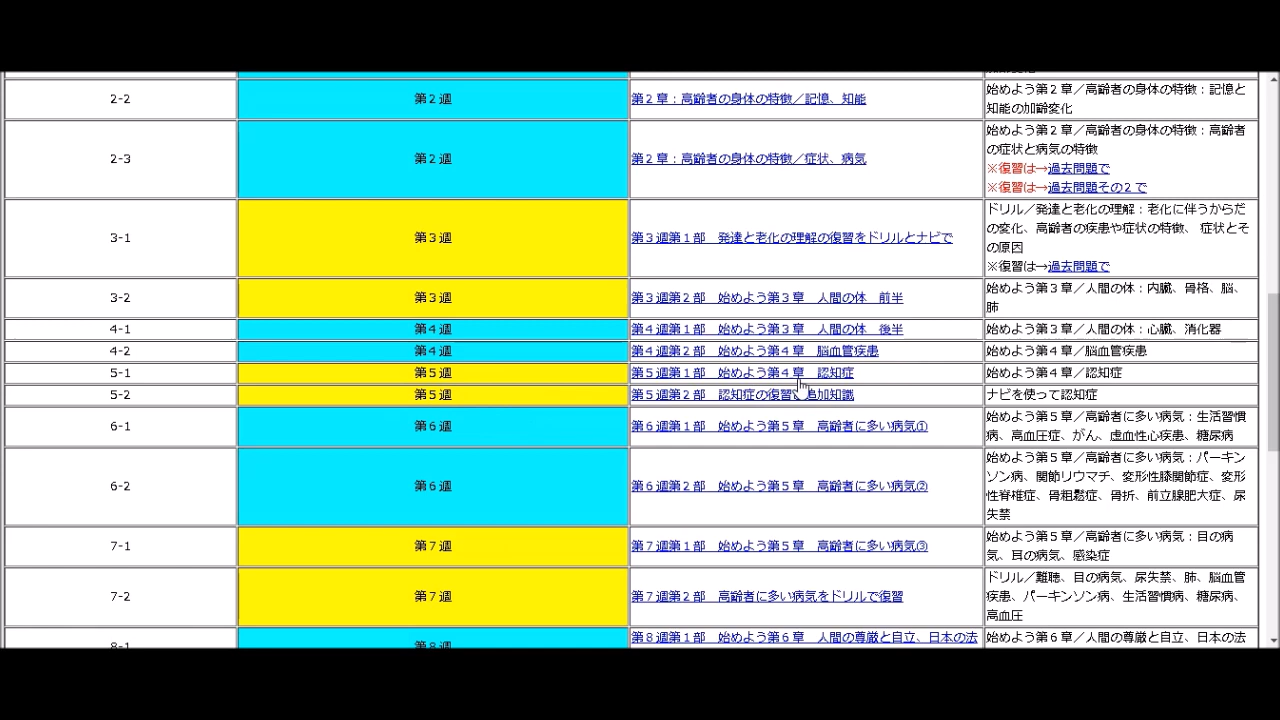 2-2
第２週
第２章：高齢者の身体の特徴／記憶、知能
始めよう第２章／高齢者の身体の特徴：記憶と
知能の加齢変化
2-3
第２週
第２章：高齢者の身体の特徴／症状、病気
始めよう第２章／高齢者の身体の特徴：高齢者
の症状と病気の特徴
※復習は→過去問題で
※復習は→過去問題その２で
3-1
第３週
第３週第１部　発達と老化の理解の復習をドリルとナビで
ドリル／発達と老化の理解：老化に伴うからだ
の変化、高齢者の疾患や症状の特徴、 症状とそ
の原因
※復習は→過去問題で
3-2
第３週
第３週第２部　始めよう第３章　人間の体　前半
始めよう第３章／人間の体：内臓、骨格、脳、
肺
4-1
第４週
第４週第１部　始めよう第３章　人間の体　後半
始めよう第３章／人間の体：心臓、消化器
4-2
第４週
第４週第２部　始めよう第４章　脳血管疾患
始めよう第４章／脳血管疾患
5-1
第５週
第５週第１部　始めよう第４章　認知症
始めよう第４章／認知症
5-2
第５週
第５週第２部　認知症の復習　追加知識
ナビを使って認知症
6-1
第６週
第６週第１部　始めよう第５章　高齢者に多い病気①
始めよう第５章／高齢者に多い病気：生活習慣
病、高血圧症、がん、虚血性心疾患、糖尿病
6-2
第６週
第６週第２部　始めよう第５章　高齢者に多い病気②
始めよう第５章／高齢者に多い病気：パーキン
ソン病、関節リウマチ、変形性膝関節症、変形
性脊椎症、骨粗鬆症、骨折、前立腺肥大症、尿
失禁
7-1
第７週
第７週第１部　始めよう第５章　高齢者に多い病気③
始めよう第５章／高齢者に多い病気：目の病
気、耳の病気、感染症
7-2
第７週
第７週第２部　高齢者に多い病気をドリルで復習
ドリル／難聴、目の病気、尿失禁、肺、脳血管
疾患、パーキンソン病、生活習慣病、糖尿病、
高血圧
8-1
第８週
第８週第１部　始めよう第６章　人間の尊厳と自立、日本の法
始めよう第６章／人間の尊厳と自立、日本の法